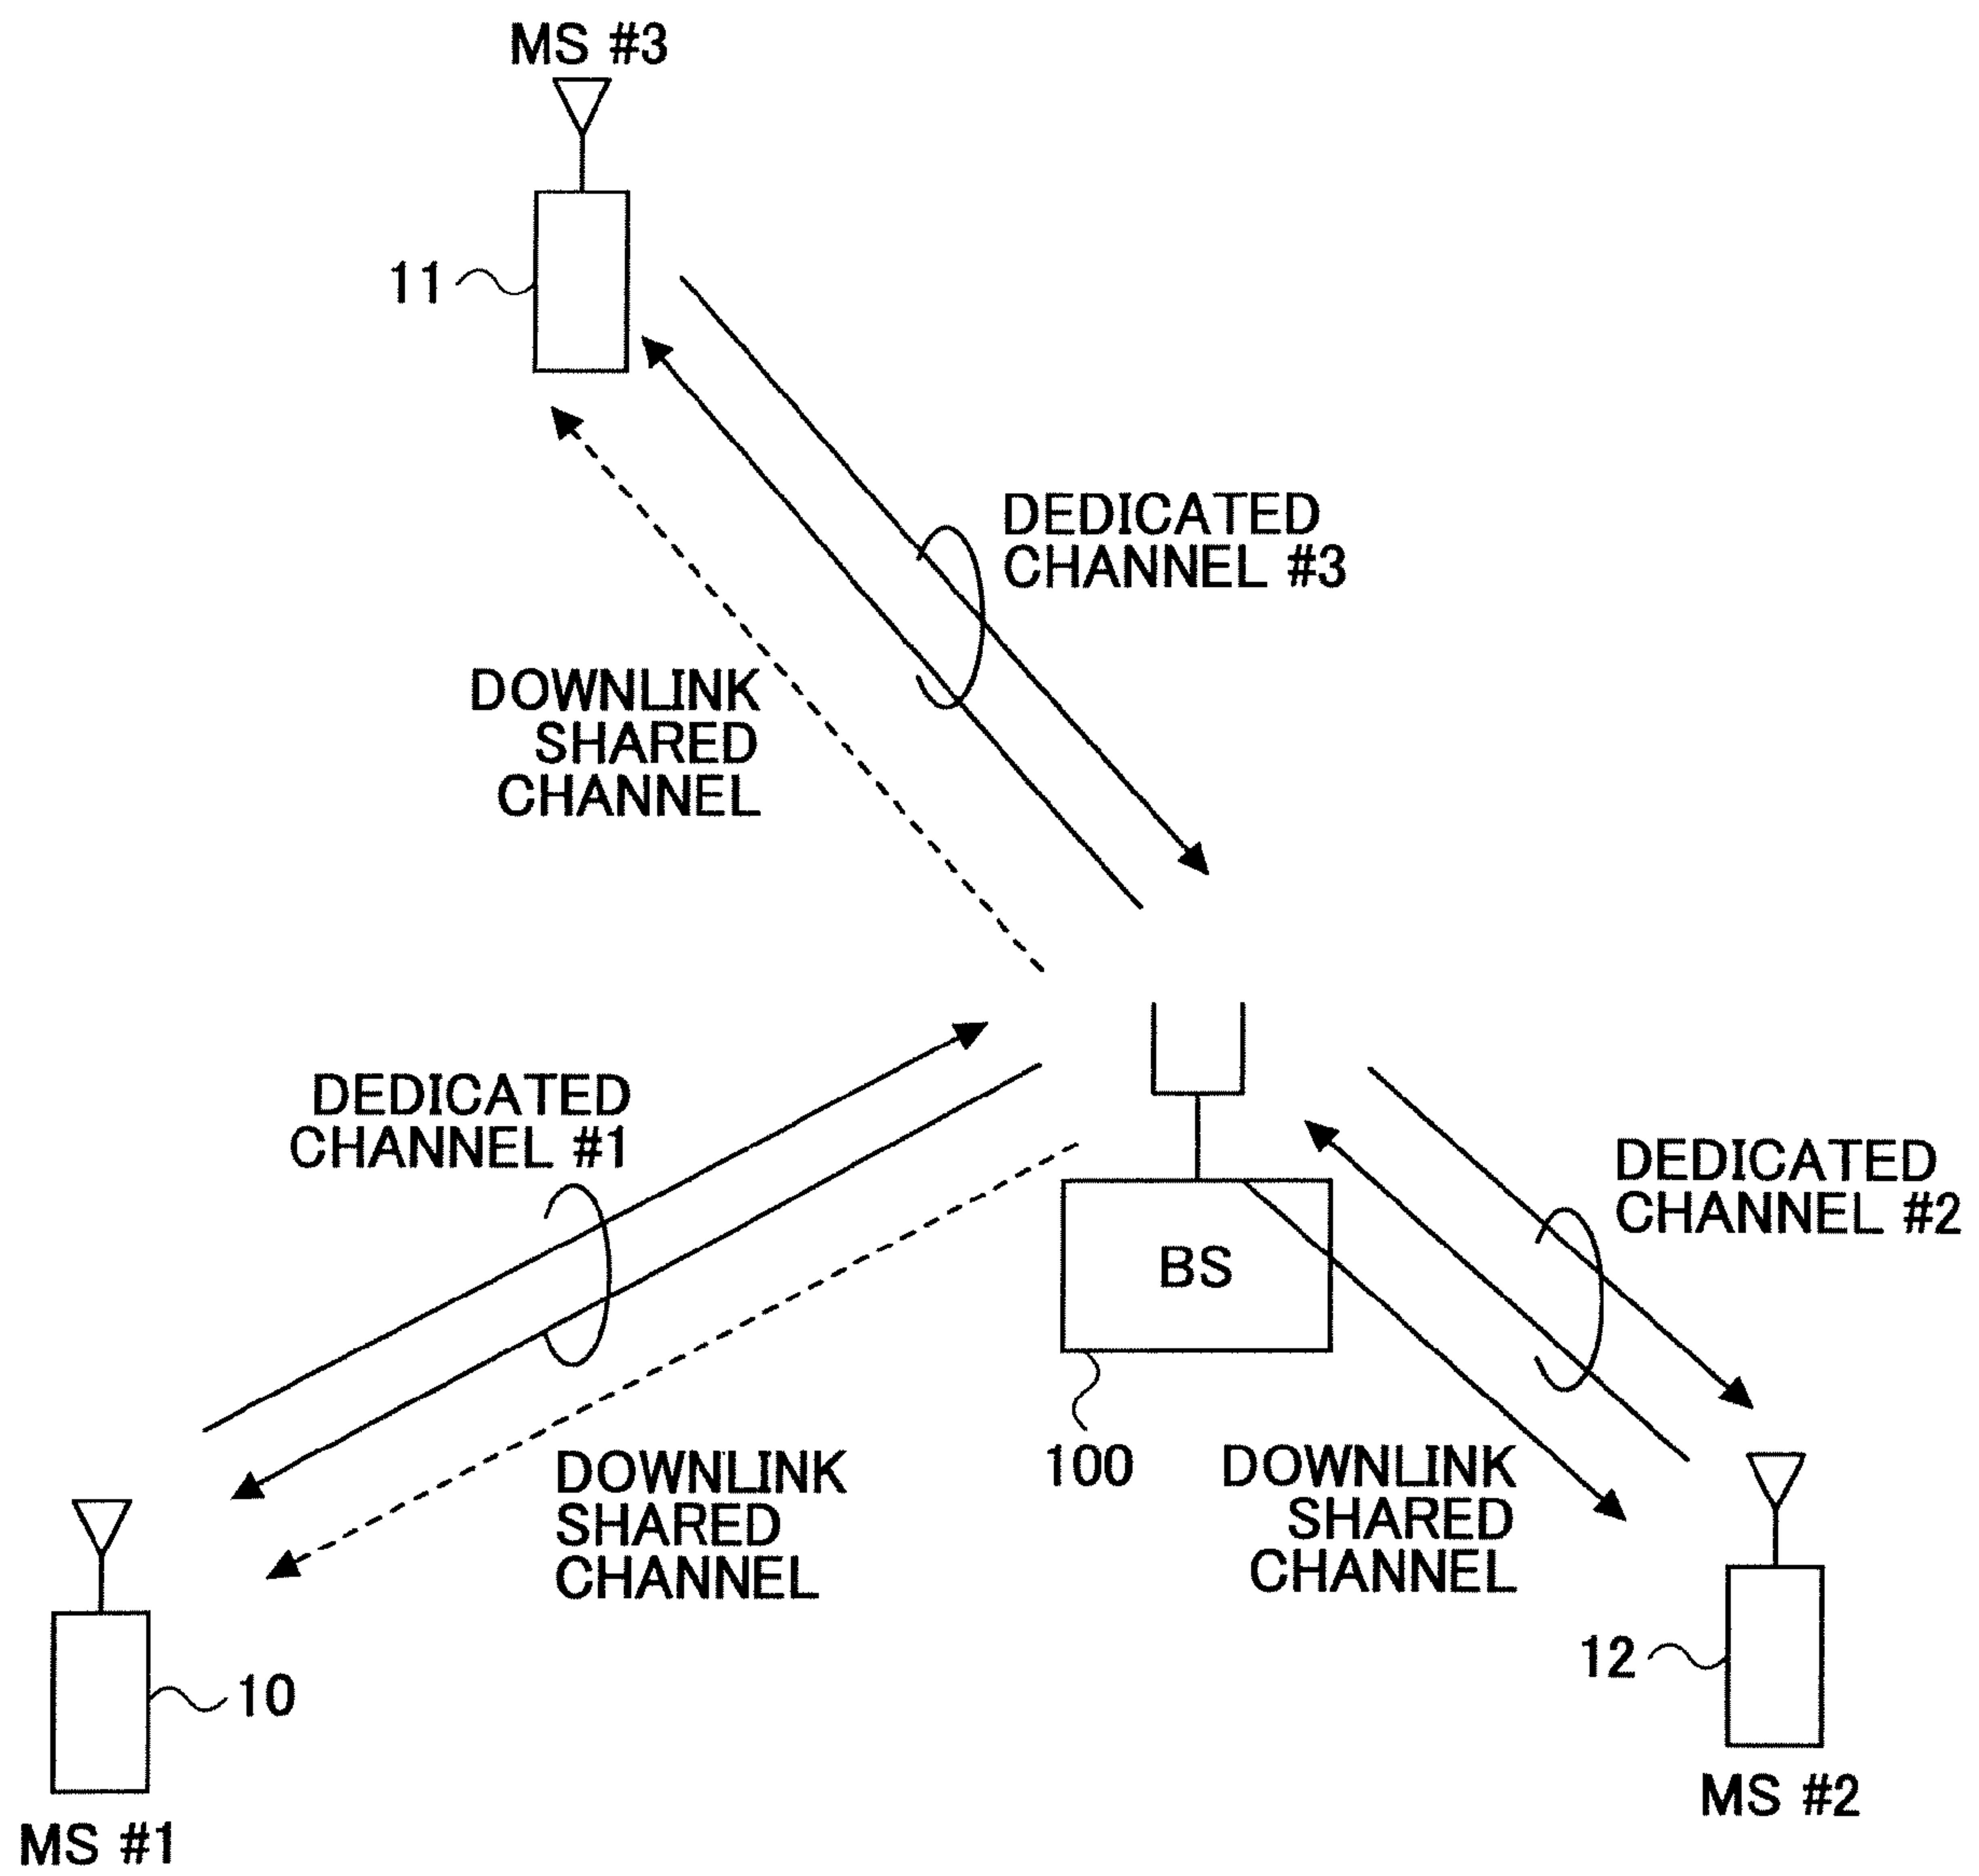 MS #3
11
DEDICATED
CHANNEL #3
DOWNLINK
SHARED
CHANNEL
DEDICATED
CHANNEL #1
DEDICATED
CHANNEL #2
BS
100
DOWNLINK
SHARED
CHANNEL
DOWNLINK
SHARED
CHANNEL
12
10
MS #2
MS #1